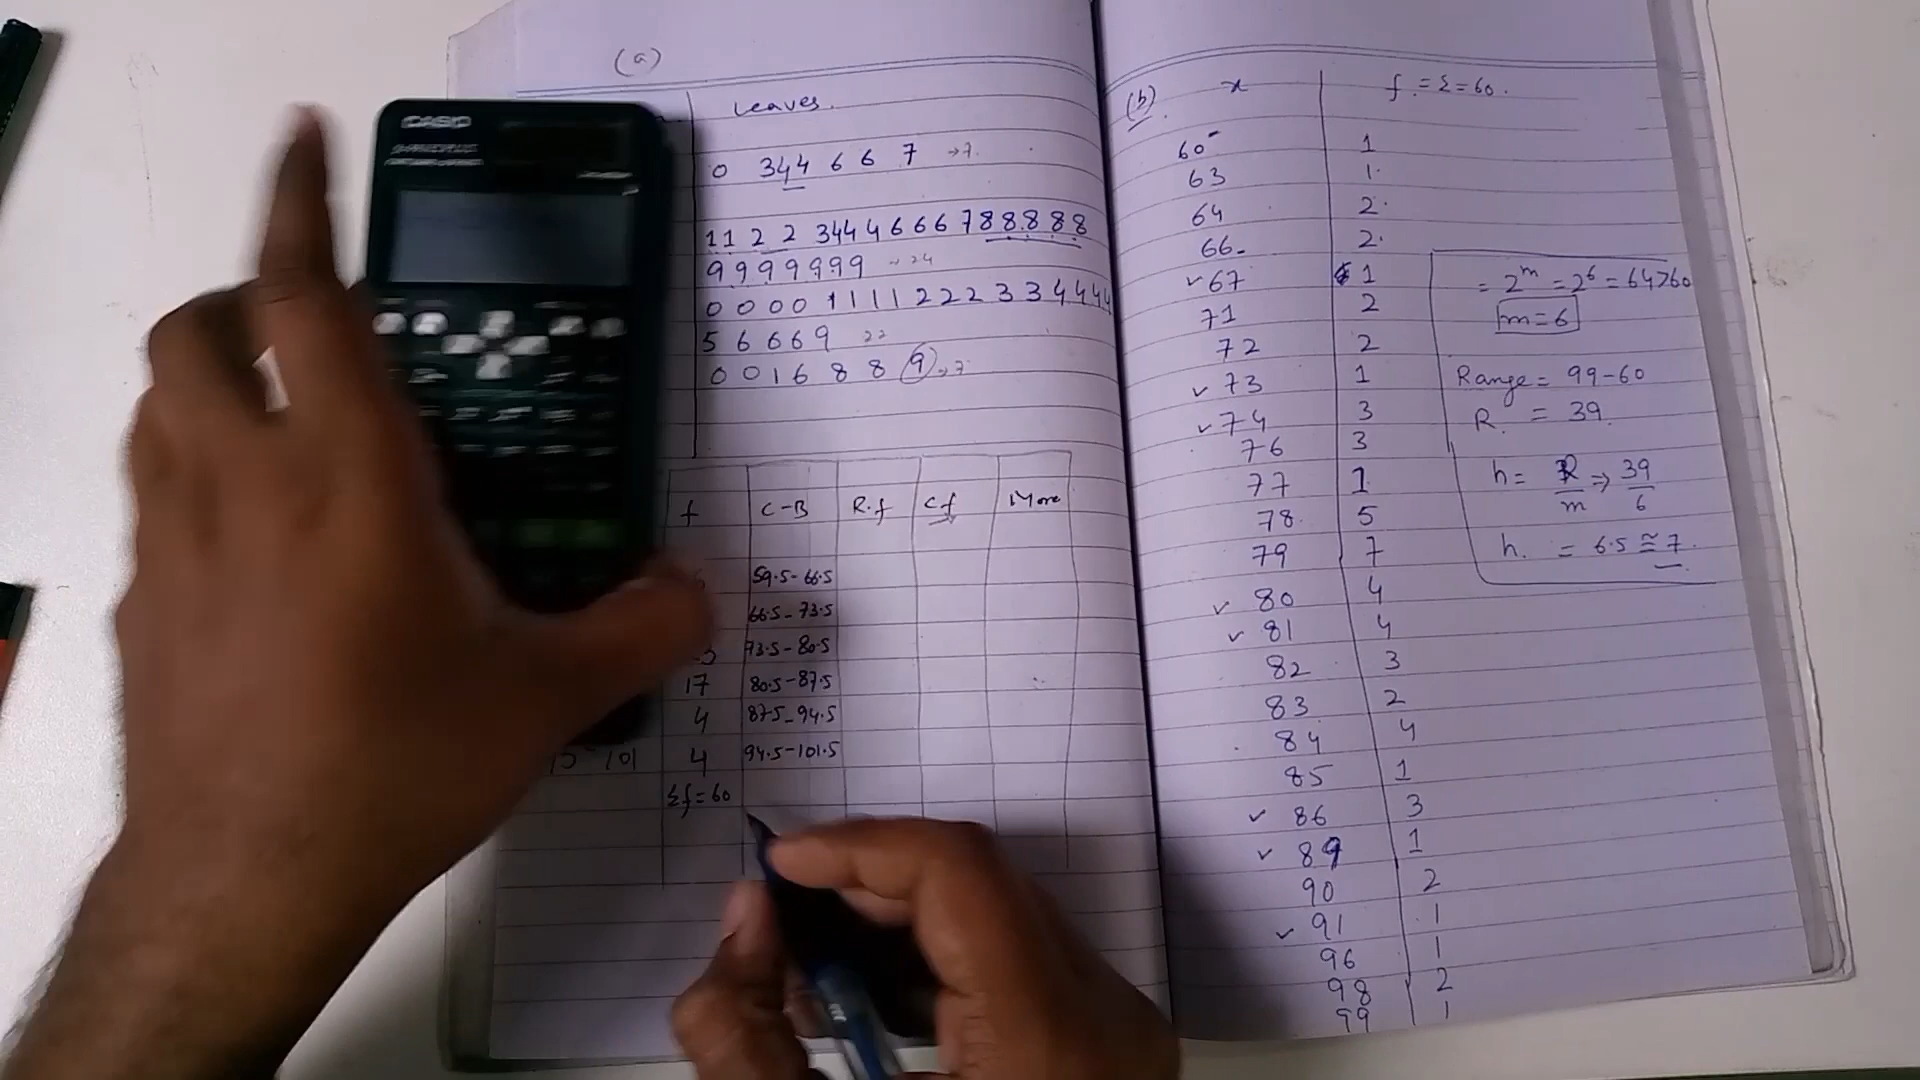 (a)
Leaves.
CASIO
0 3 4 4 6 6 7 → 7.
1 1 2 2 3 4 4 4 6 6 6 7 8 8 8 8 8
9 9 9 9 9 9 9 → 24
0 0 0 0 1 1 1 1 2 2 2 3 3 4 4 4 4
5 6 6 6 9 22
0 0 1 6 8 8 9 → 7
f C-B R.f C.f More
59.5-66.5
66.5-73.5
73.5-80.5
17 80.5-87.5
4 87.5-94.5
101 4 94.5-101.5
Σf=60
(b) x f = Σ = 60.
60 1
63 1
64 2
66 2
✓ 67 1
71 2
72 2
✓ 73 1
✓ 74 3
76 3
77 1
78 5
79 7
✓ 80 4
✓ 81 4
82 3
83 2
84 4
85 1
✓ 86 3
✓ 89 1
90 2
✓ 91 1
96 1
98 2
99 1
= 2^m = 2^6 = 64>60
m=6
Range = 99-60
R. = 39.
h = R/m ⇒ 39/6
h. = 6.5 ≅ 7.